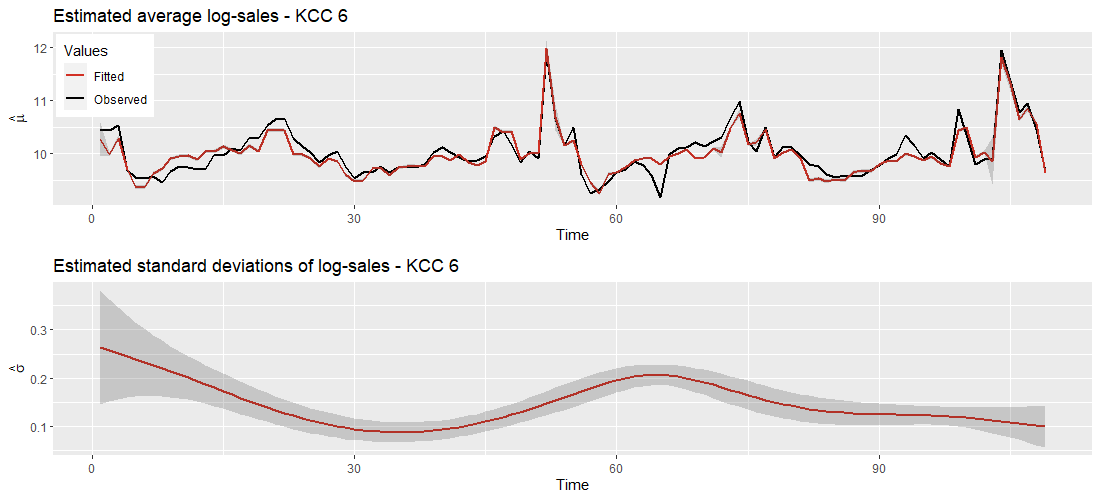 Estimated average log-sales - KCC 6
Values
Fitted
Observed
12
11
10
μ̂
0
30
60
90
Time
Estimated standard deviations of log-sales - KCC 6
0.3
0.2
0.1
σ̂
0
30
60
90
Time